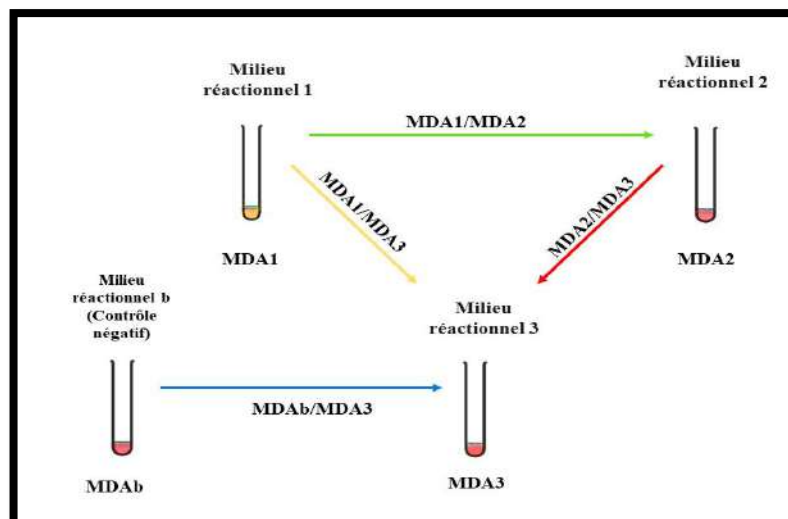 Milieu
réactionnel 1
Milieu
réactionnel 2
MDA1/MDA2
MDA1/MDA3
MDA2/MDA3
MDA1
MDA2
Milieu
réactionnel b
(Contrôle
négatif)
Milieu
réactionnel 3
MDAb/MDA3
MDAb
MDA3